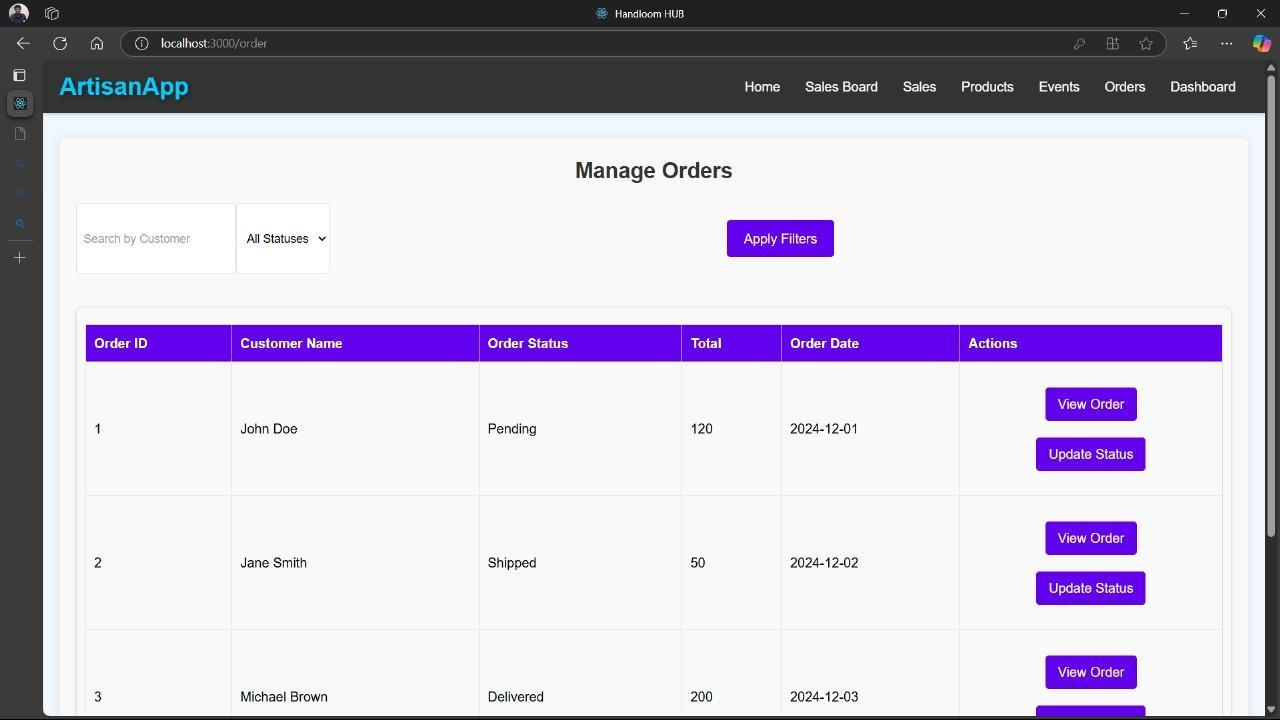 Handloom HUB
localhost:3000/order
ArtisanApp
Home Sales Board Sales Products Events Orders Dashboard
Manage Orders
Search by Customer All Statuses Apply Filters
Order ID Customer Name Order Status Total Order Date Actions
View Order
1 John Doe Pending 120 2024-12-01
Update Status
View Order
2 Jane Smith Shipped 50 2024-12-02
Update Status
View Order
3 Michael Brown Delivered 200 2024-12-03